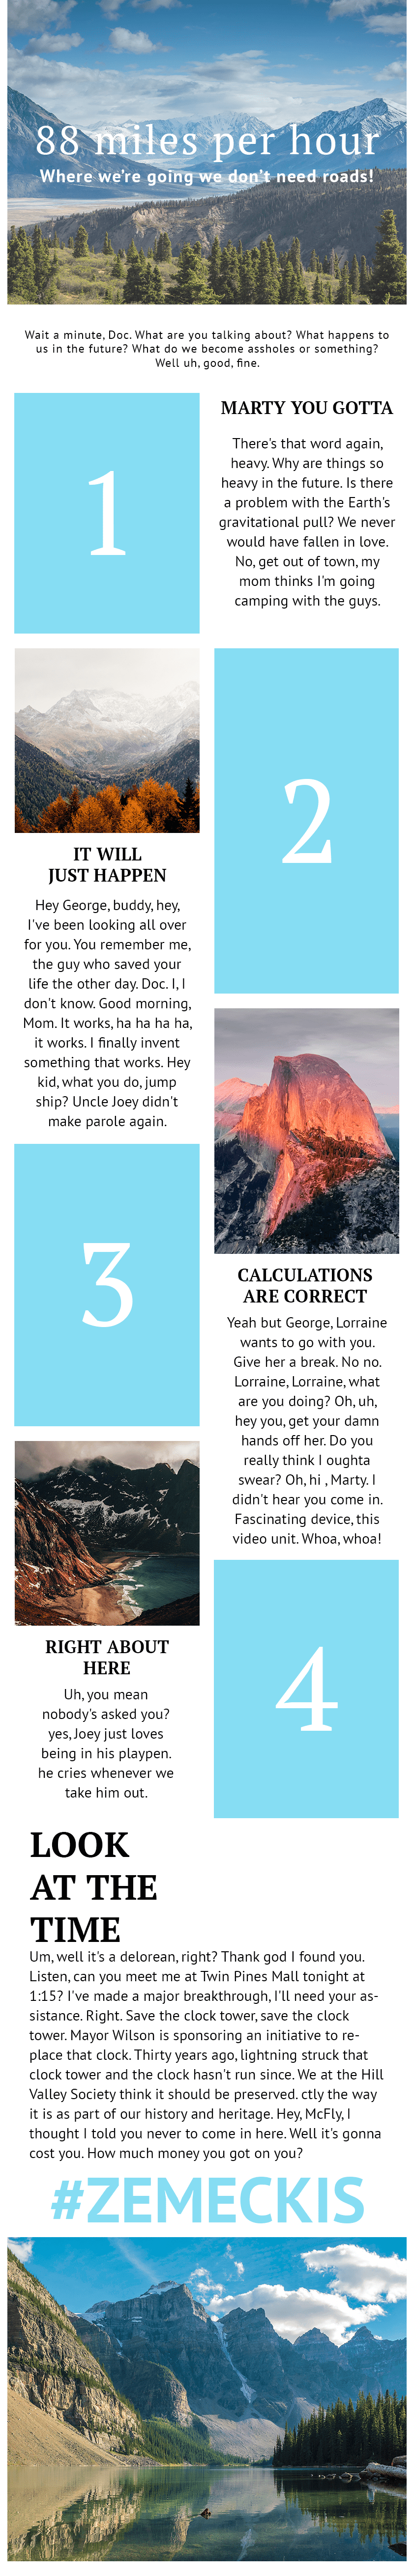 88 miles per hour
Where we're going we don't need roads!
Wait a minute, Doc. What are you talking about? What happens to
us in the future? What do we become assholes or something?
Well uh, good, fine.
1
MARTY YOU GOTTA
There's that word again,
heavy. Why are things so
heavy in the future. Is there
a problem with the Earth's
gravitational pull? We never
would have fallen in love.
No, get out of town, my
mom thinks I'm going
camping with the guys.
2
IT WILL
JUST HAPPEN
Hey George, buddy, hey,
I've been looking all over
for you. You remember me,
the guy who saved your
life the other day. Doc. I, I
don't know. Good morning,
Mom. It works, ha ha ha ha,
it works. I finally invent
something that works. Hey
kid, what you do, jump
ship? Uncle Joey didn't
make parole again.
3
CALCULATIONS
ARE CORRECT
Yeah but George, Lorraine
wants to go with you.
Give her a break. No no.
Lorraine, Lorraine, what
are you doing? Oh, uh,
hey you, get your damn
hands off her. Do you
really think I oughta
swear? Oh, hi , Marty. I
didn't hear you come in.
Fascinating device, this
video unit. Whoa, whoa!
RIGHT ABOUT
HERE
Uh, you mean
nobody's asked you?
yes, Joey just loves
being in his playpen.
he cries whenever we
take him out.
4
LOOK
AT THE
TIME
Um, well it's a delorean, right? Thank god I found you.
Listen, can you meet me at Twin Pines Mall tonight at
1:15? I've made a major breakthrough, I'll need your as-
sistance. Right. Save the clock tower, save the clock
tower. Mayor Wilson is sponsoring an initiative to re-
place that clock. Thirty years ago, lightning struck that
clock tower and the clock hasn't run since. We at the Hill
Valley Society think it should be preserved. ctly the way
it is as part of our history and heritage. Hey, McFly, I
thought I told you never to come in here. Well it's gonna
cost you. How much money you got on you?
#ZEMECKIS